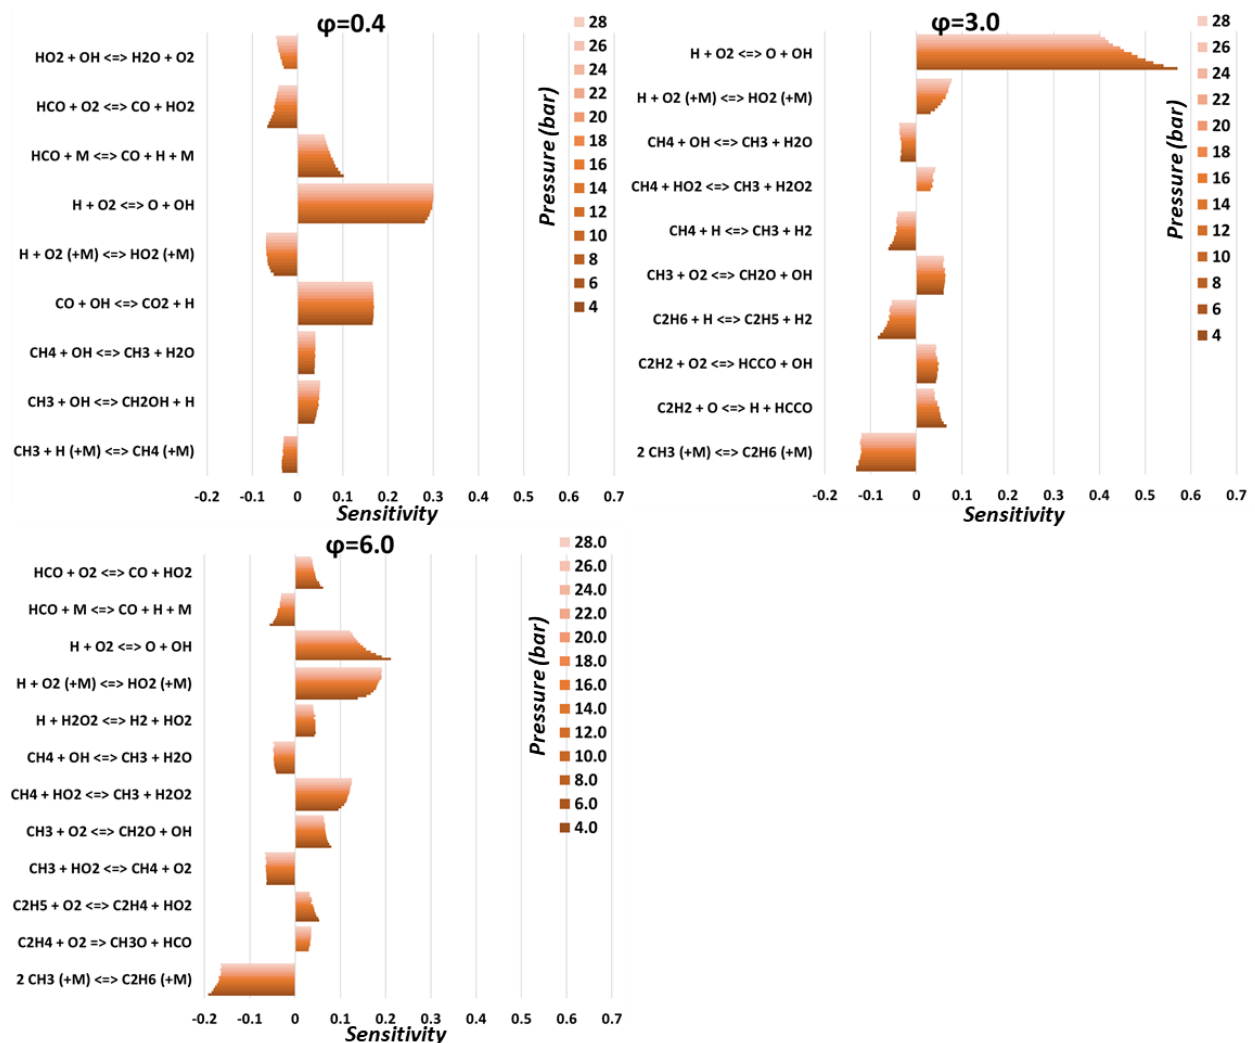 φ=0.4
HO2 + OH <=> H2O + O2
HCO + O2 <=> CO + HO2
HCO + M <=> CO + H + M
H + O2 <=> O + OH
H + O2 (+M) <=> HO2 (+M)
CO + OH <=> CO2 + H
CH4 + OH <=> CH3 + H2O
CH3 + OH <=> CH2OH + H
CH3 + H (+M) <=> CH4 (+M)
-0.2 -0.1 0 0.1 0.2 0.3 0.4 0.5 0.6 0.7
Sensitivity
Pressure (bar)
28
26
24
22
20
18
16
14
12
10
8
6
4
φ=3.0
H + O2 <=> O + OH
H + O2 (+M) <=> HO2 (+M)
CH4 + OH <=> CH3 + H2O
CH4 + HO2 <=> CH3 + H2O2
CH4 + H <=> CH3 + H2
CH3 + O2 <=> CH2O + OH
C2H6 + H <=> C2H5 + H2
C2H2 + O2 <=> HCCO + OH
C2H2 + O <=> H + HCCO
2 CH3 (+M) <=> C2H6 (+M)
-0.2 -0.1 0 0.1 0.2 0.3 0.4 0.5 0.6 0.7
Sensitivity
Pressure (bar)
28
26
24
22
20
18
16
14
12
10
8
6
4
φ=6.0
HCO + O2 <=> CO + HO2
HCO + M <=> CO + H + M
H + O2 <=> O + OH
H + O2 (+M) <=> HO2 (+M)
H + H2O2 <=> H2 + HO2
CH4 + OH <=> CH3 + H2O
CH4 + HO2 <=> CH3 + H2O2
CH3 + O2 <=> CH2O + OH
CH3 + HO2 <=> CH4 + O2
C2H5 + O2 <=> C2H4 + HO2
C2H4 + O2 => CH3O + HCO
2 CH3 (+M) <=> C2H6 (+M)
-0.2 -0.1 0 0.1 0.2 0.3 0.4 0.5 0.6 0.7
Sensitivity
Pressure (bar)
28.0
26.0
24.0
22.0
20.0
18.0
16.0
14.0
12.0
10.0
8.0
6.0
4.0